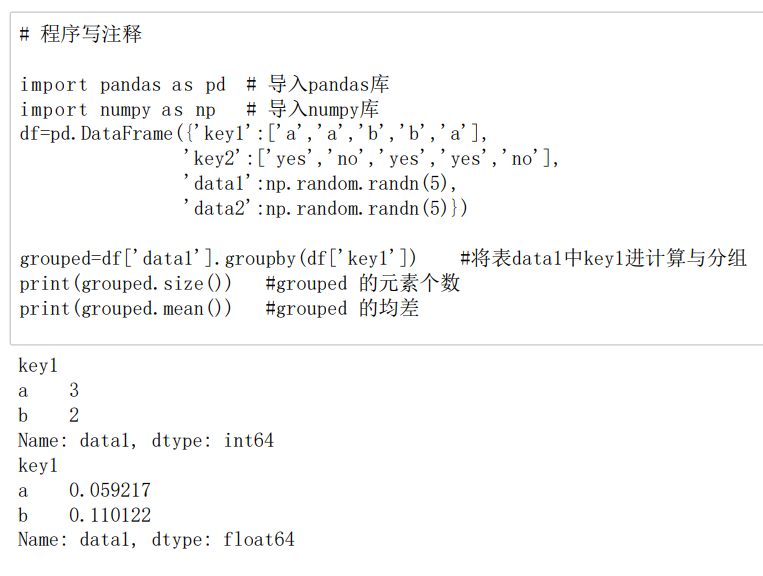 # 程序写注释
import pandas as pd  # 导入pandas库
import numpy as np   # 导入numpy库
df=pd.DataFrame({'key1':['a','a','b','b','a'],
'key2':['yes','no','yes','yes','no'],
'data1':np.random.randn(5),
'data2':np.random.randn(5)})
grouped=df['data1'].groupby(df['key1'])    #将表data1中key1进计算与分组
print(grouped.size())   #grouped 的元素个数
print(grouped.mean())   #grouped 的均差
key1
a    3
b    2
Name: data1, dtype: int64
key1
a    0.059217
b    0.110122
Name: data1, dtype: float64